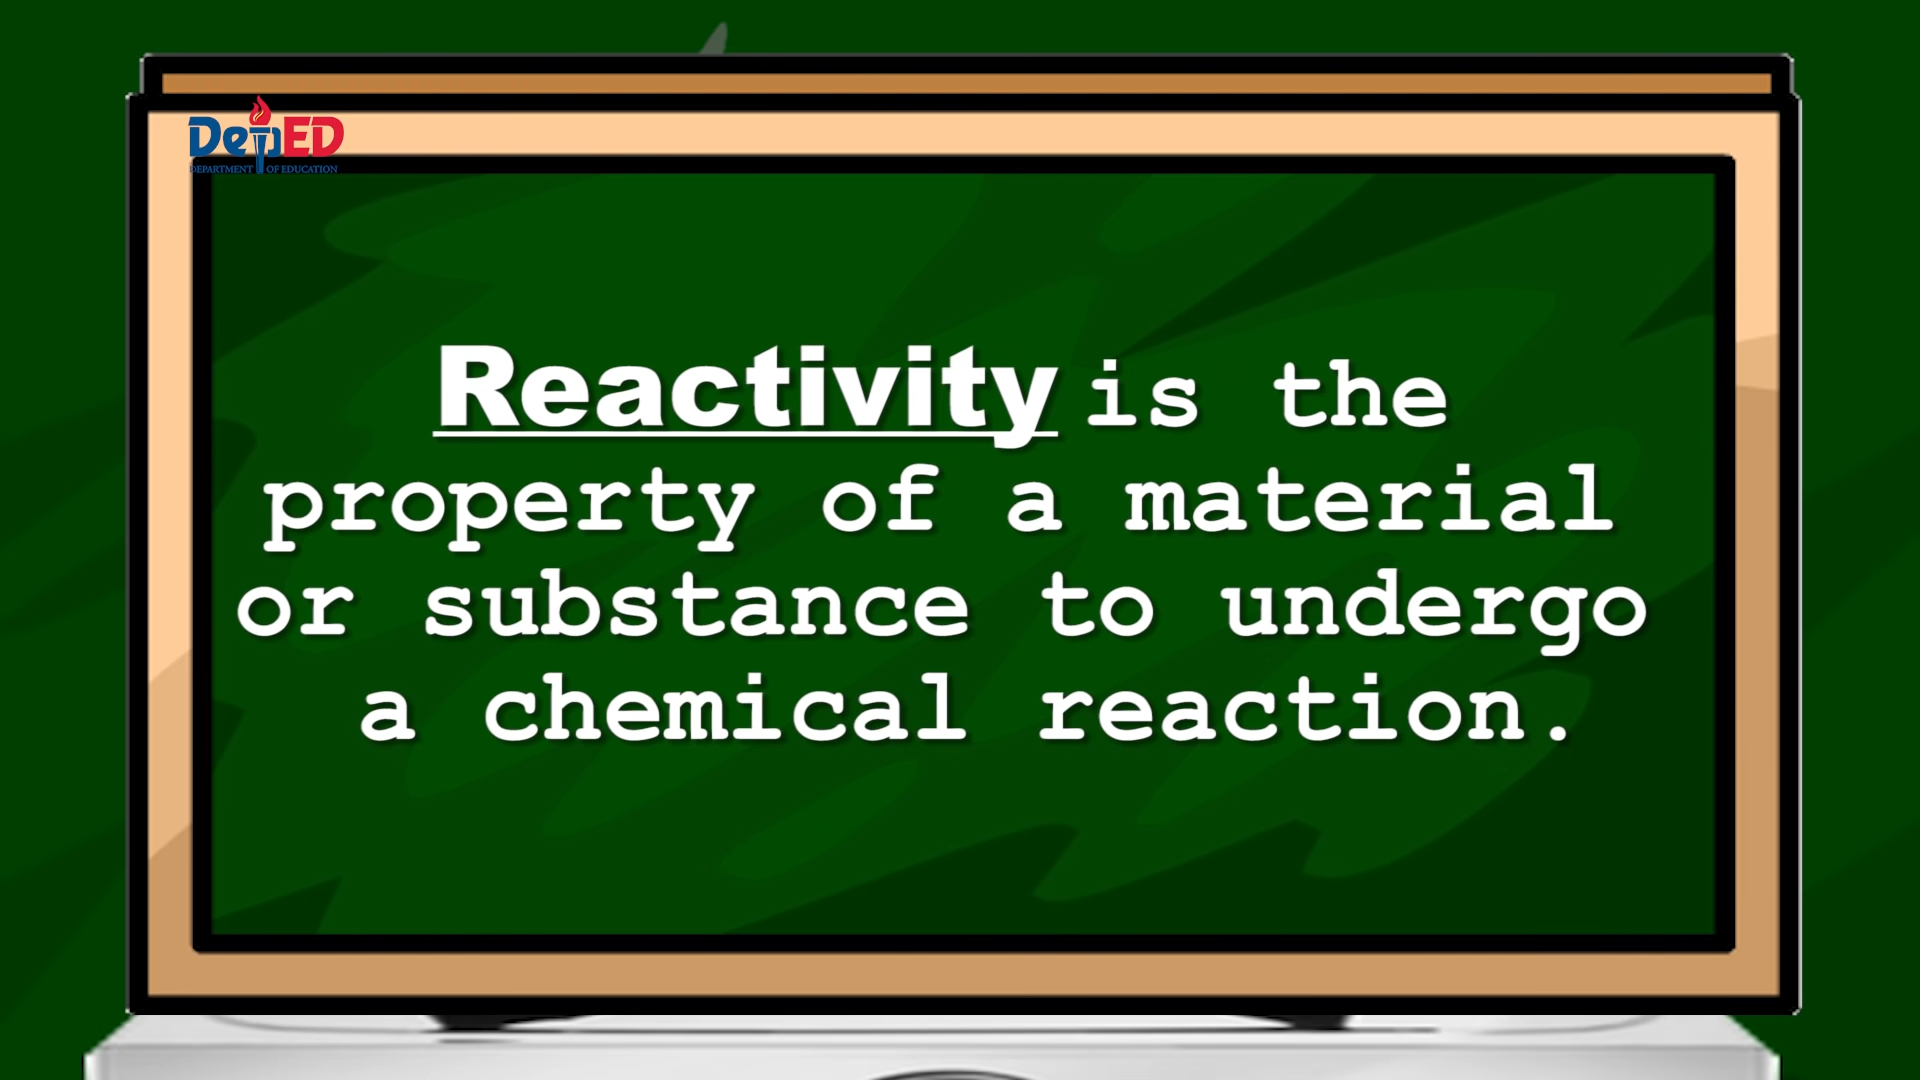 DepED
DEPARTMENT OF EDUCATION
Reactivity is the
property of a material
or substance to undergo
a chemical reaction.